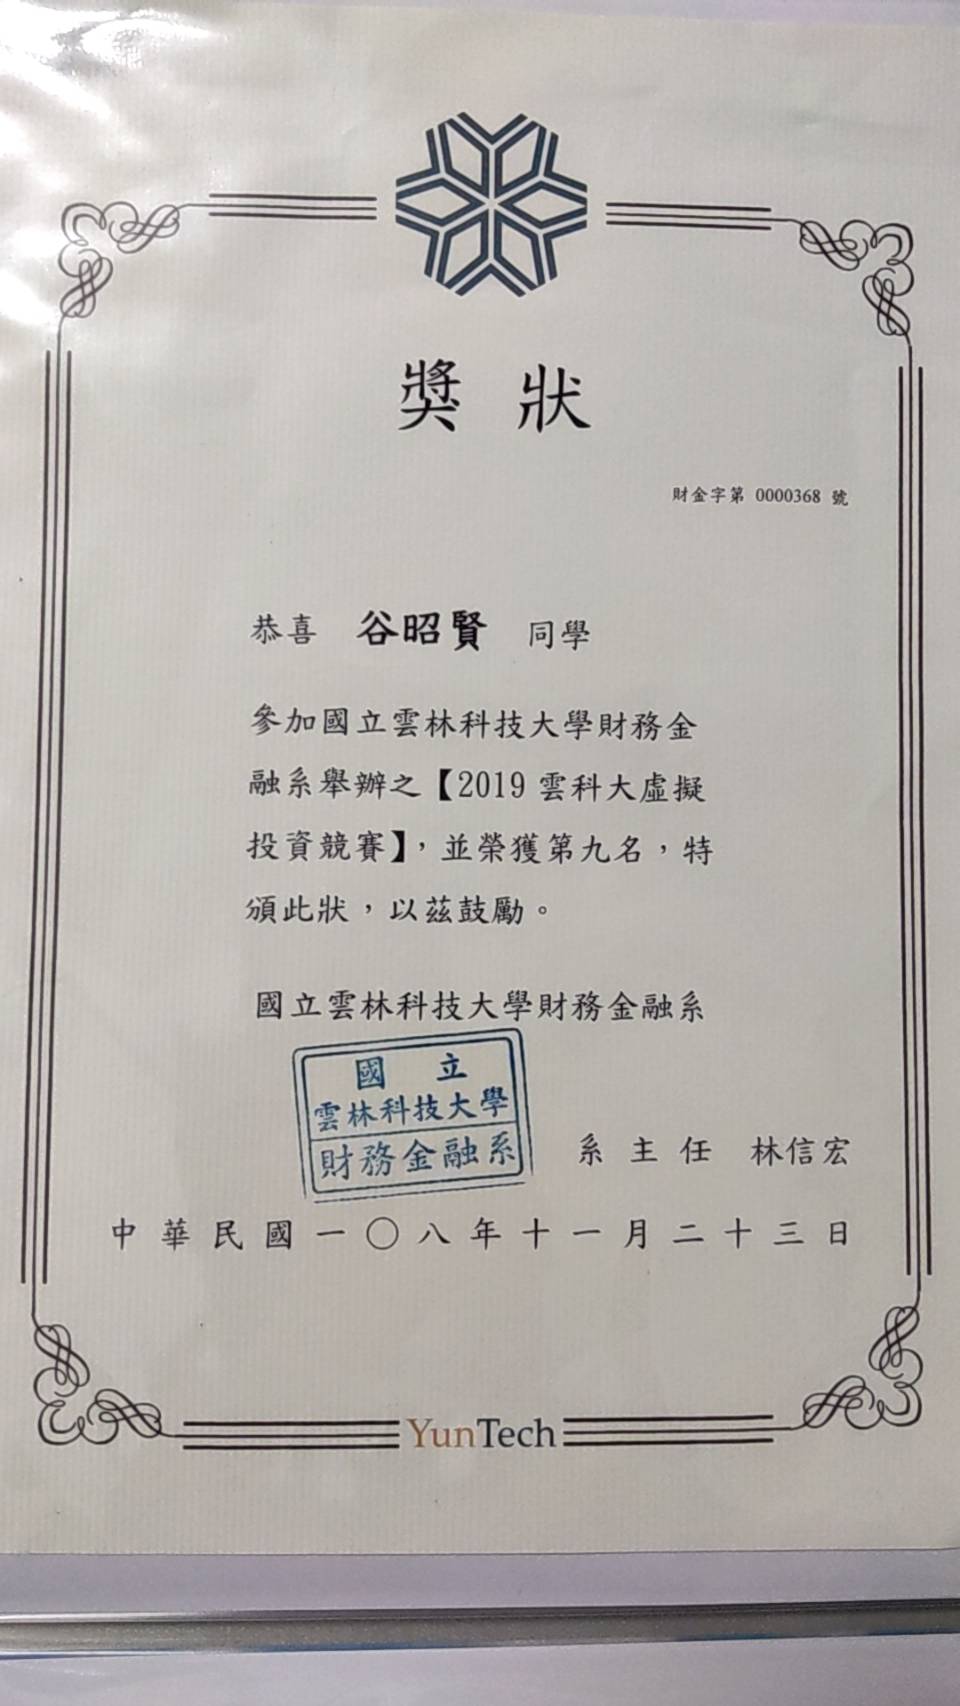 獎狀
財金字第 0000368 號
恭喜 谷昭賢 同學
參加國立雲林科技大學財務金
融系舉辦之【2019 雲科大虛擬
投資競賽】,並榮獲第九名,特
頒此狀,以茲鼓勵。
國立雲林科技大學財務金融系
國立
雲林科技大學
財務金融系
系主任 林信宏
中華民國一〇八年十一月二十三日
YunTech